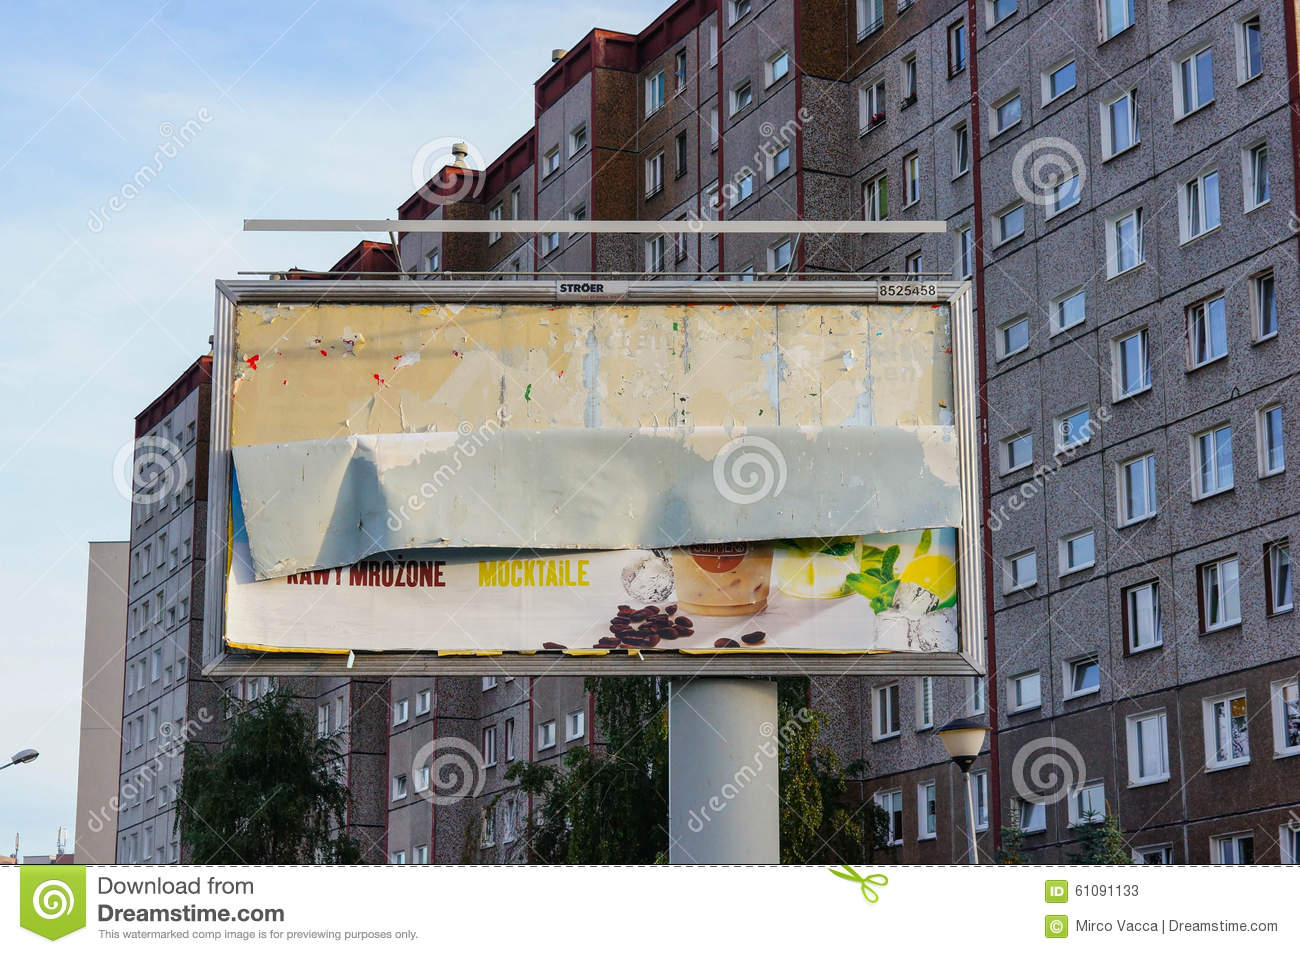 STRÖER
8525458
KAWY MROŻONE MOCKTAiLE
dreamstime
Download from
Dreamstime.com
This watermarked comp image is for previewing purposes only.
ID 61091133
© Mirco Vacca | Dreamstime.com